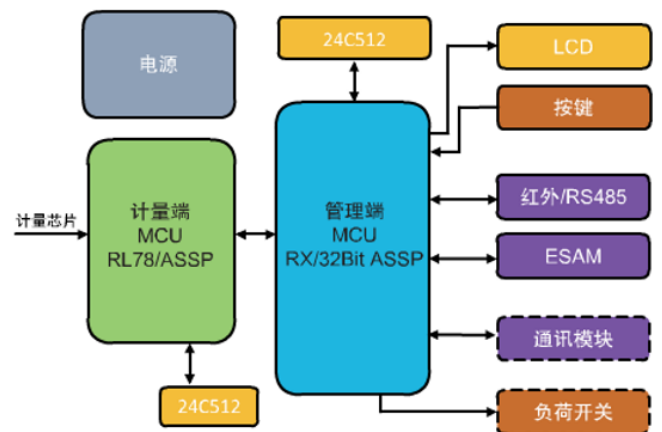 电源
24C512
LCD
按键
计量芯片
计量端
MCU
RL78/ASSP
管理端
MCU
RX/32Bit ASSP
红外/RS485
ESAM
通讯模块
24C512
负荷开关